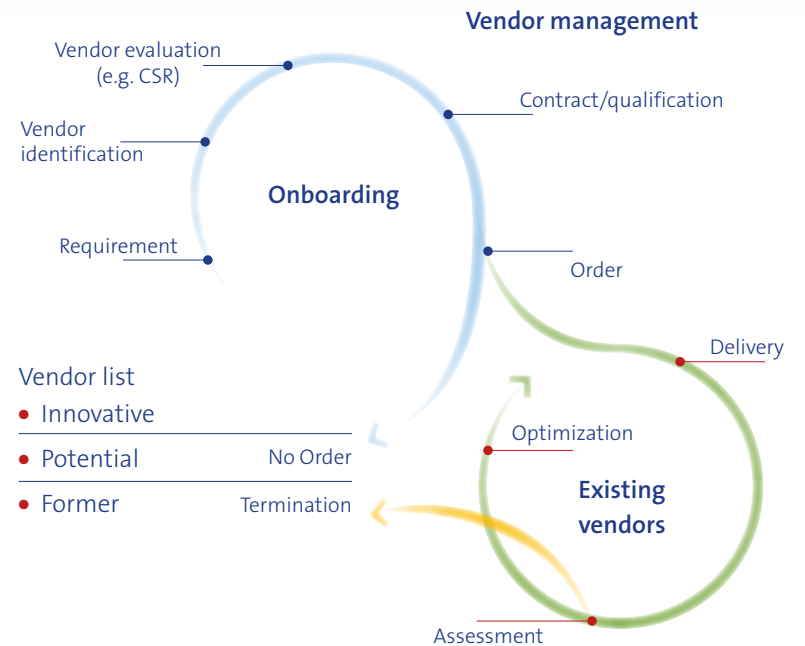 Vendor management
Vendor evaluation
(e.g. CSR)
Contract/qualification
Vendor
identification
Onboarding
Requirement
Order
Delivery
Vendor list
Innovative
Potential
No Order
Former
Termination
Optimization
Existing
vendors
Assessment